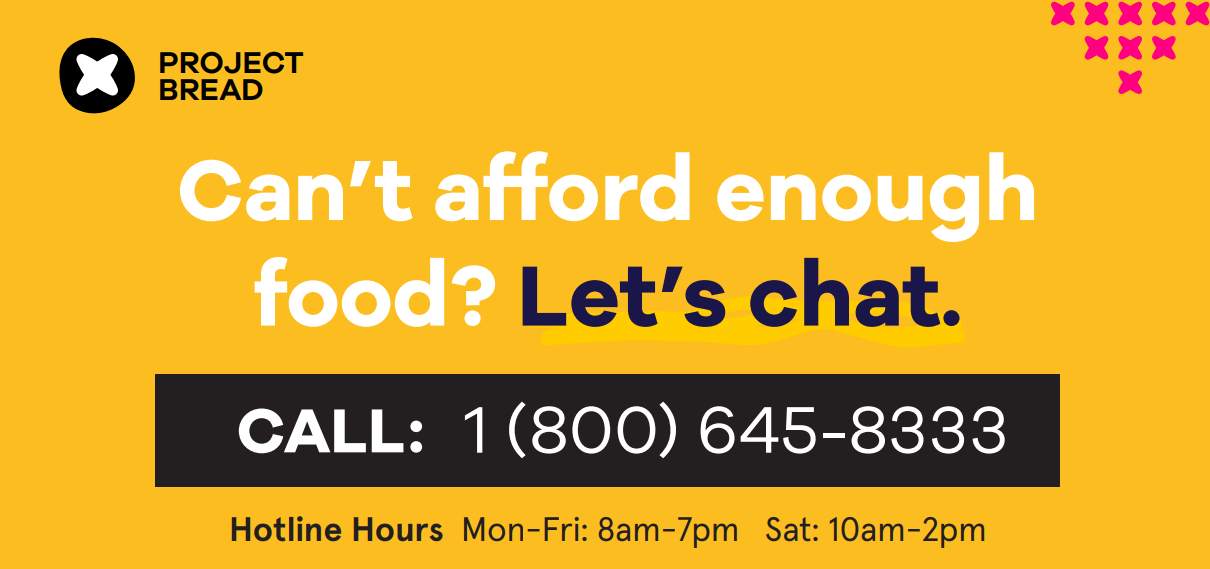 PROJECT
BREAD
Can't afford enough
food? Let's chat.
CALL: 1 (800) 645-8333
Hotline Hours Mon-Fri: 8am-7pm Sat: 10am-2pm